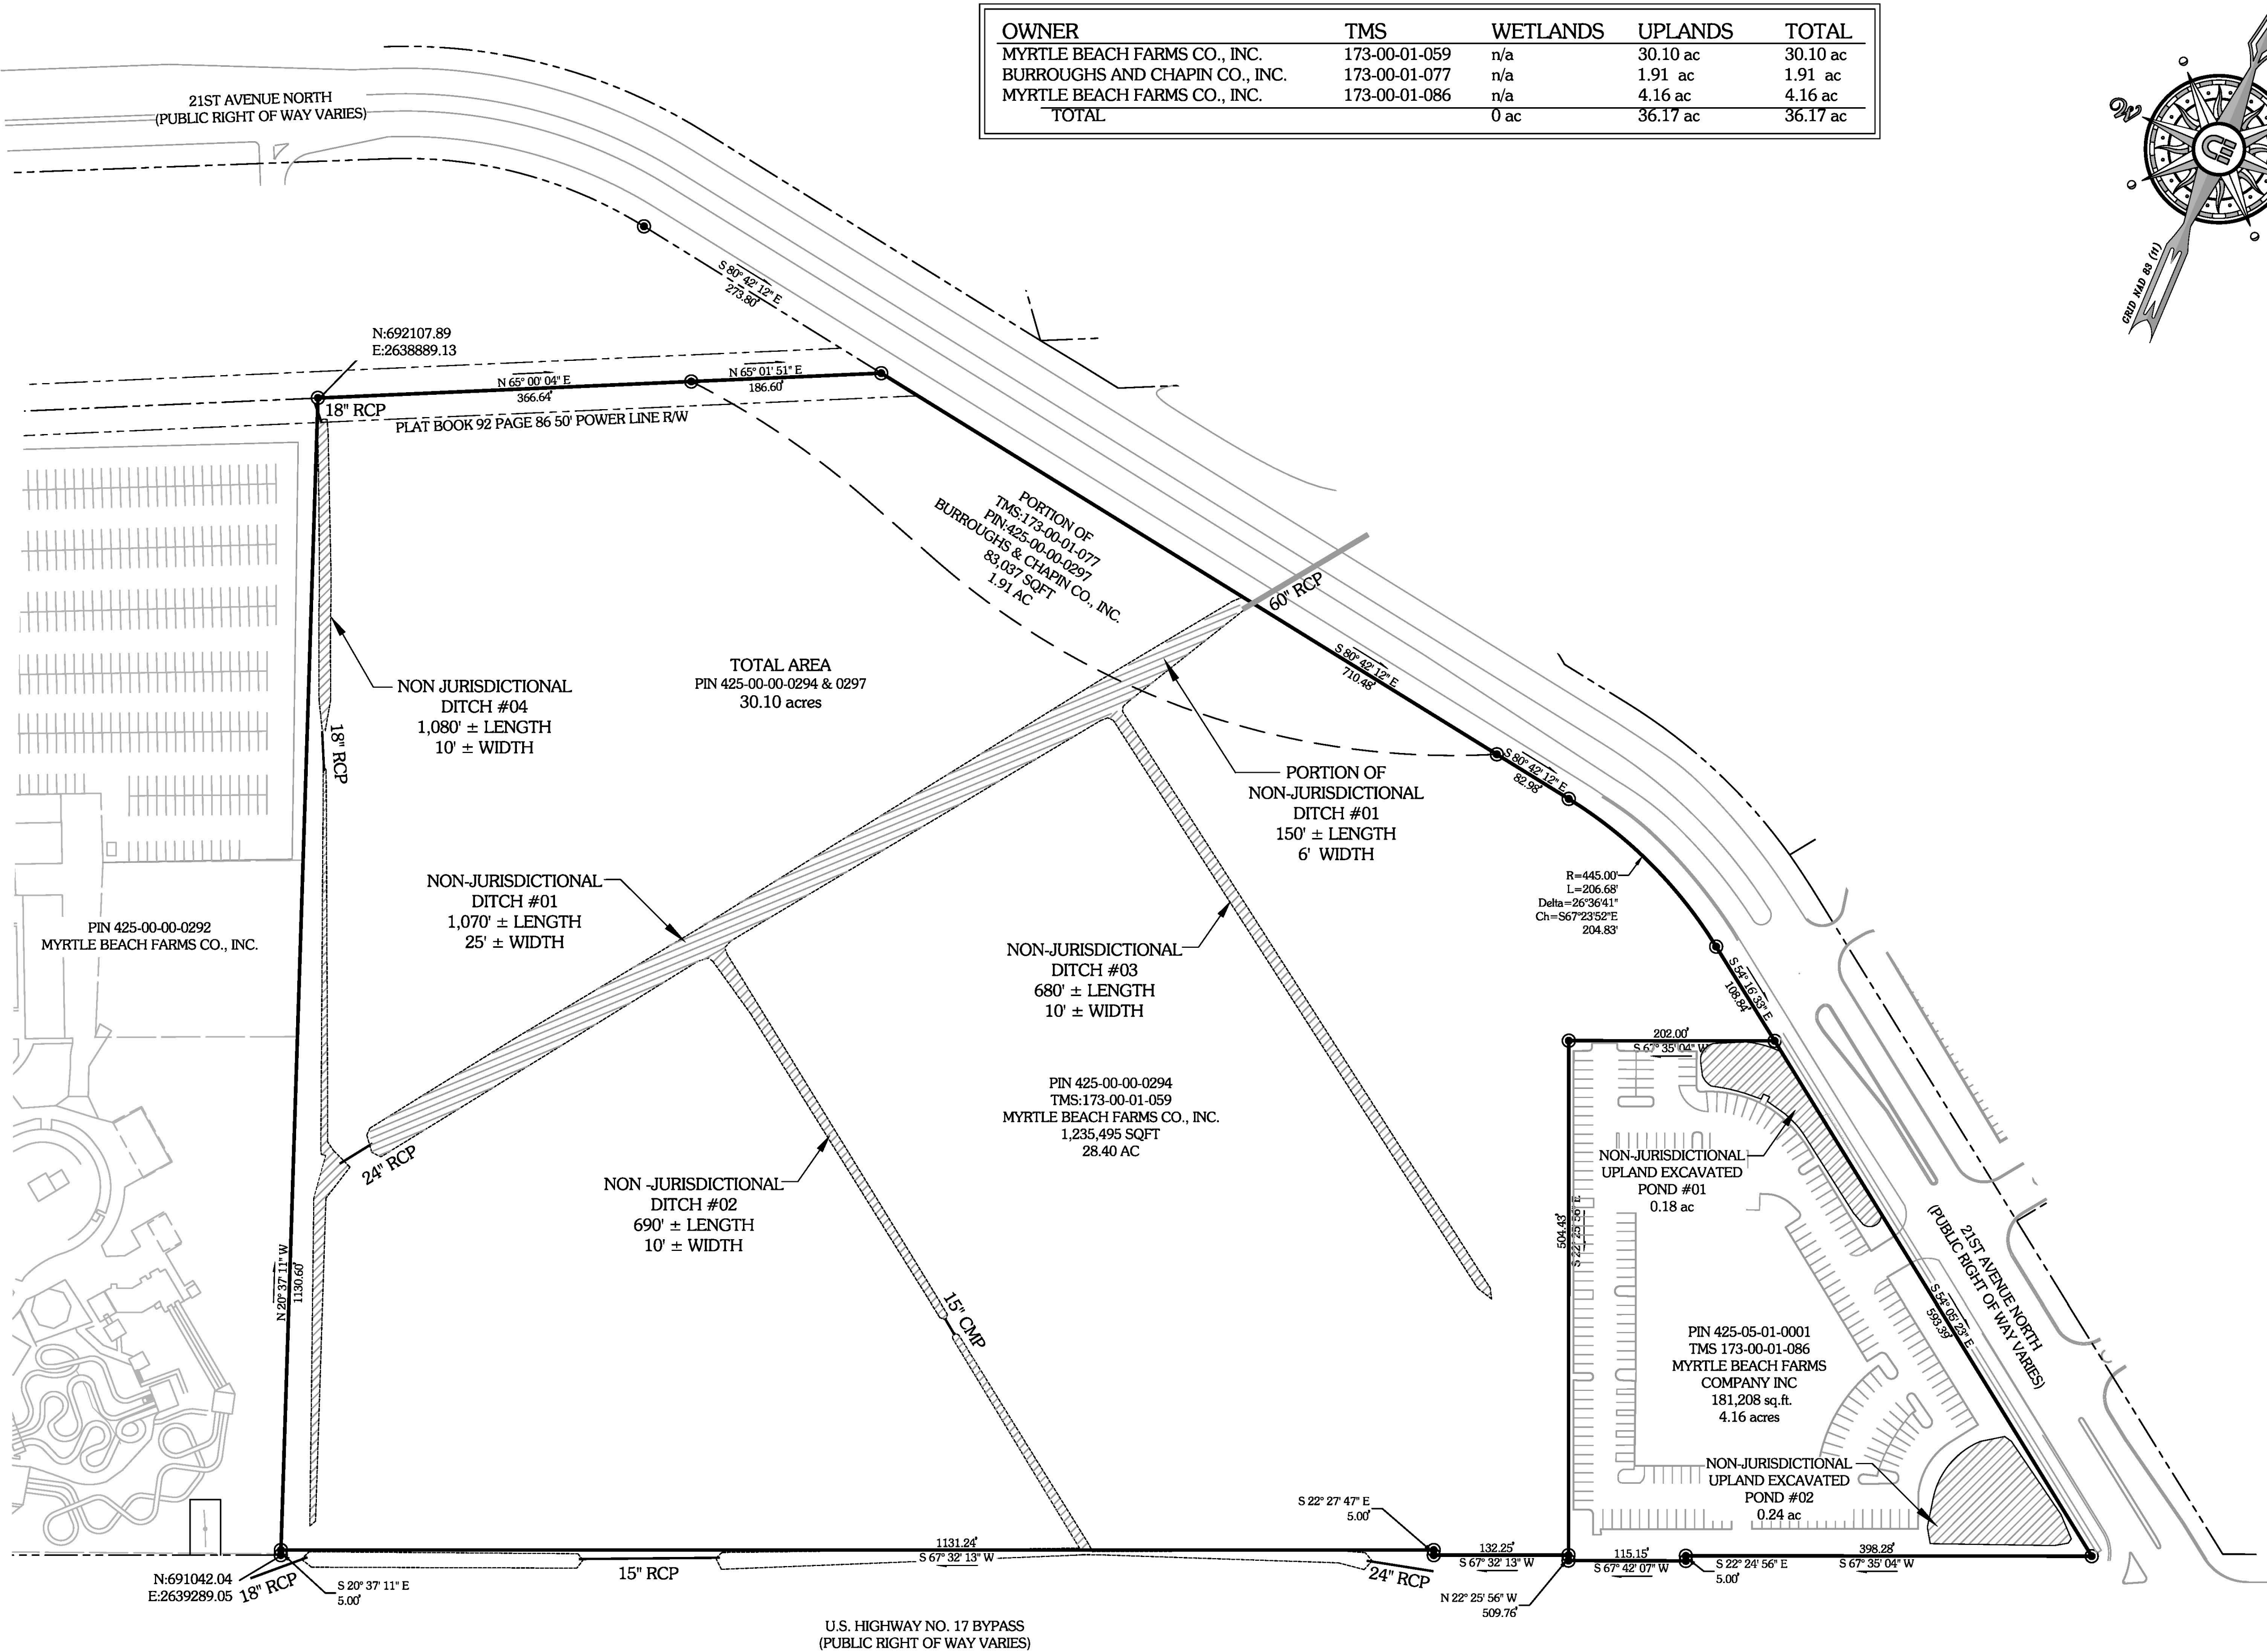 OWNER TMS WETLANDS UPLANDS TOTAL
MYRTLE BEACH FARMS CO., INC. 173-00-01-059 n/a 30.10 ac 30.10 ac
BURROUGHS AND CHAPIN CO., INC. 173-00-01-077 n/a 1.91 ac 1.91 ac
MYRTLE BEACH FARMS CO., INC. 173-00-01-086 n/a 4.16 ac 4.16 ac
TOTAL 0 ac 36.17 ac 36.17 ac
GRID NAD 83 (11)
21ST AVENUE NORTH
(PUBLIC RIGHT OF WAY VARIES)
S 80° 42' 12" E
273.80'
N:692107.89
E:2638889.13
N 65° 00' 04" E
366.64'
N 65° 01' 51" E
186.60'
18" RCP
PLAT BOOK 92 PAGE 86 50' POWER LINE R/W
PORTION OF
TMS:173-00-01-077
PIN:425-00-00-0297
BURROUGHS & CHAPIN CO., INC.
83,037 SQFT
1.91 AC
60" RCP
S 80° 42' 12" E
710.48'
TOTAL AREA
PIN 425-00-00-0294 & 0297
30.10 acres
NON JURISDICTIONAL
DITCH #04
1,080' ± LENGTH
10' ± WIDTH
18" RCP
PORTION OF
NON-JURISDICTIONAL
DITCH #01
150' ± LENGTH
6' WIDTH
S 80° 42' 12" E
82.98'
R=445.00'
L=206.68'
Delta=26°36'41"
Ch=S67°23'52"E
204.83'
NON-JURISDICTIONAL
DITCH #01
1,070' ± LENGTH
25' ± WIDTH
PIN 425-00-00-0292
MYRTLE BEACH FARMS CO., INC.
NON-JURISDICTIONAL
DITCH #03
680' ± LENGTH
10' ± WIDTH
S 54° 16' 33" E
108.84'
202.00'
S 67° 35' 04" W
PIN 425-00-00-0294
TMS:173-00-01-059
MYRTLE BEACH FARMS CO., INC.
1,235,495 SQFT
28.40 AC
24" RCP
NON -JURISDICTIONAL
DITCH #02
690' ± LENGTH
10' ± WIDTH
NON-JURISDICTIONAL
UPLAND EXCAVATED
POND #01
0.18 ac
504.43'
S 22° 25' 56" E
21ST AVENUE NORTH
(PUBLIC RIGHT OF WAY VARIES)
N 20° 37' 11" W
1130.60'
15" CMP
S 54° 05' 23" E
593.39'
PIN 425-05-01-0001
TMS 173-00-01-086
MYRTLE BEACH FARMS
COMPANY INC
181,208 sq.ft.
4.16 acres
NON-JURISDICTIONAL
UPLAND EXCAVATED
POND #02
0.24 ac
S 22° 27' 47" E
5.00'
1131.24'
S 67° 32' 13" W
132.25'
S 67° 32' 13" W
115.15'
S 67° 42' 07" W
S 22° 24' 56" E
5.00'
398.28'
S 67° 35' 04" W
N:691042.04
E:2639289.05
18" RCP
S 20° 37' 11" E
5.00'
15" RCP
24" RCP
N 22° 25' 56" W
509.76'
U.S. HIGHWAY NO. 17 BYPASS
(PUBLIC RIGHT OF WAY VARIES)